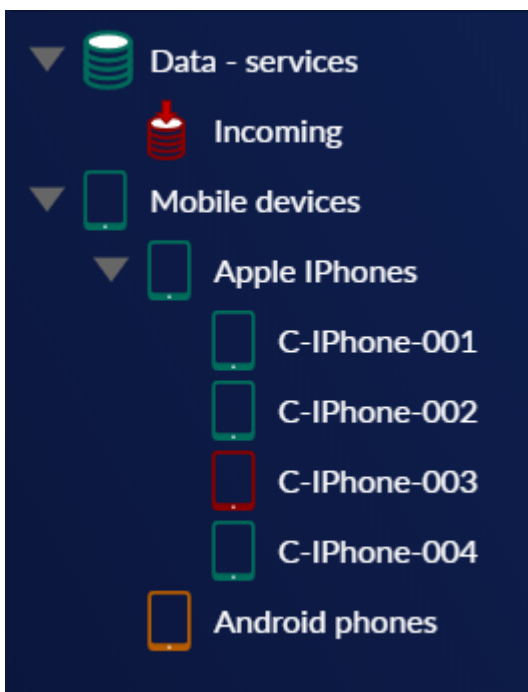 Data - services
Incoming
Mobile devices
Apple IPhones
C-IPhone-001
C-IPhone-002
C-IPhone-003
C-IPhone-004
Android phones